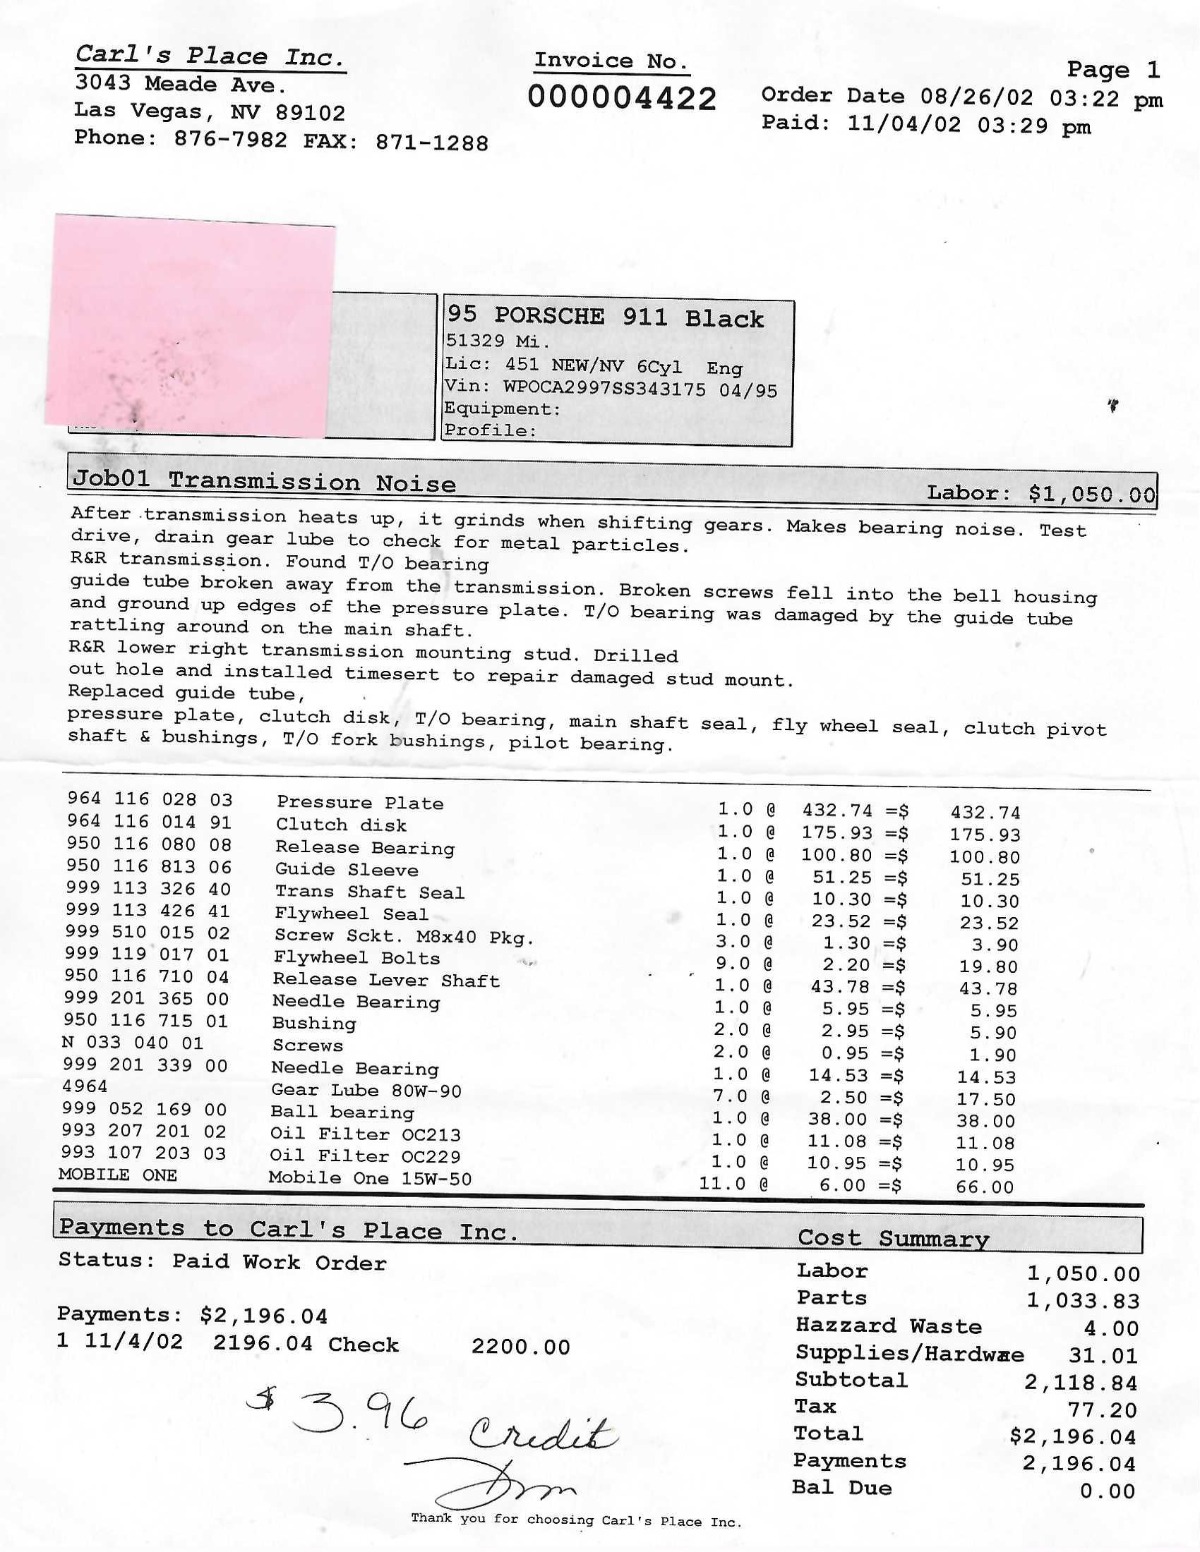 Carl's Place Inc.
3043 Meade Ave.
Las Vegas, NV 89102
Phone: 876-7982 FAX: 871-1288
Invoice No.
000004422
Page 1
Order Date 08/26/02 03:22 pm
Paid: 11/04/02 03:29 pm
95 PORSCHE 911 Black
51329 Mi.
Lic: 451 NEW/NV 6Cyl Eng
Vin: WPOCA2997SS343175 04/95
Equipment:
Profile:
Job01 Transmission Noise Labor: $1,050.00
After transmission heats up, it grinds when shifting gears. Makes bearing noise. Test
drive, drain gear lube to check for metal particles.
R&R transmission. Found T/O bearing
guide tube broken away from the transmission. Broken screws fell into the bell housing
and ground up edges of the pressure plate. T/O bearing was damaged by the guide tube
rattling around on the main shaft.
R&R lower right transmission mounting stud. Drilled
out hole and installed timesert to repair damaged stud mount.
Replaced guide tube,
pressure plate, clutch disk, T/O bearing, main shaft seal, fly wheel seal, clutch pivot
shaft & bushings, T/O fork bushings, pilot bearing.
964 116 028 03 Pressure Plate 1.0 @ 432.74 =$ 432.74
964 116 014 91 Clutch disk 1.0 @ 175.93 =$ 175.93
950 116 080 08 Release Bearing 1.0 @ 100.80 =$ 100.80
950 116 813 06 Guide Sleeve 1.0 @ 51.25 =$ 51.25
999 113 326 40 Trans Shaft Seal 1.0 @ 10.30 =$ 10.30
999 113 426 41 Flywheel Seal 1.0 @ 23.52 =$ 23.52
999 510 015 02 Screw Sckt. M8x40 Pkg. 3.0 @ 1.30 =$ 3.90
999 119 017 01 Flywheel Bolts 9.0 @ 2.20 =$ 19.80
950 116 710 04 Release Lever Shaft 1.0 @ 43.78 =$ 43.78
999 201 365 00 Needle Bearing 1.0 @ 5.95 =$ 5.95
950 116 715 01 Bushing 2.0 @ 2.95 =$ 5.90
N 033 040 01 Screws 2.0 @ 0.95 =$ 1.90
999 201 339 00 Needle Bearing 1.0 @ 14.53 =$ 14.53
4964 Gear Lube 80W-90 7.0 @ 2.50 =$ 17.50
999 052 169 00 Ball bearing 1.0 @ 38.00 =$ 38.00
993 207 201 02 Oil Filter OC213 1.0 @ 11.08 =$ 11.08
993 107 203 03 Oil Filter OC229 1.0 @ 10.95 =$ 10.95
MOBILE ONE Mobile One 15W-50 11.0 @ 6.00 =$ 66.00
Payments to Carl's Place Inc.
Status: Paid Work Order
Payments: $2,196.04
1 11/4/02 2196.04 Check 2200.00
$ 3.96 Credit
Cost Summary
Labor 1,050.00
Parts 1,033.83
Hazzard Waste 4.00
Supplies/Hardware 31.01
Subtotal 2,118.84
Tax 77.20
Total $2,196.04
Payments 2,196.04
Bal Due 0.00
Thank you for choosing Carl's Place Inc.